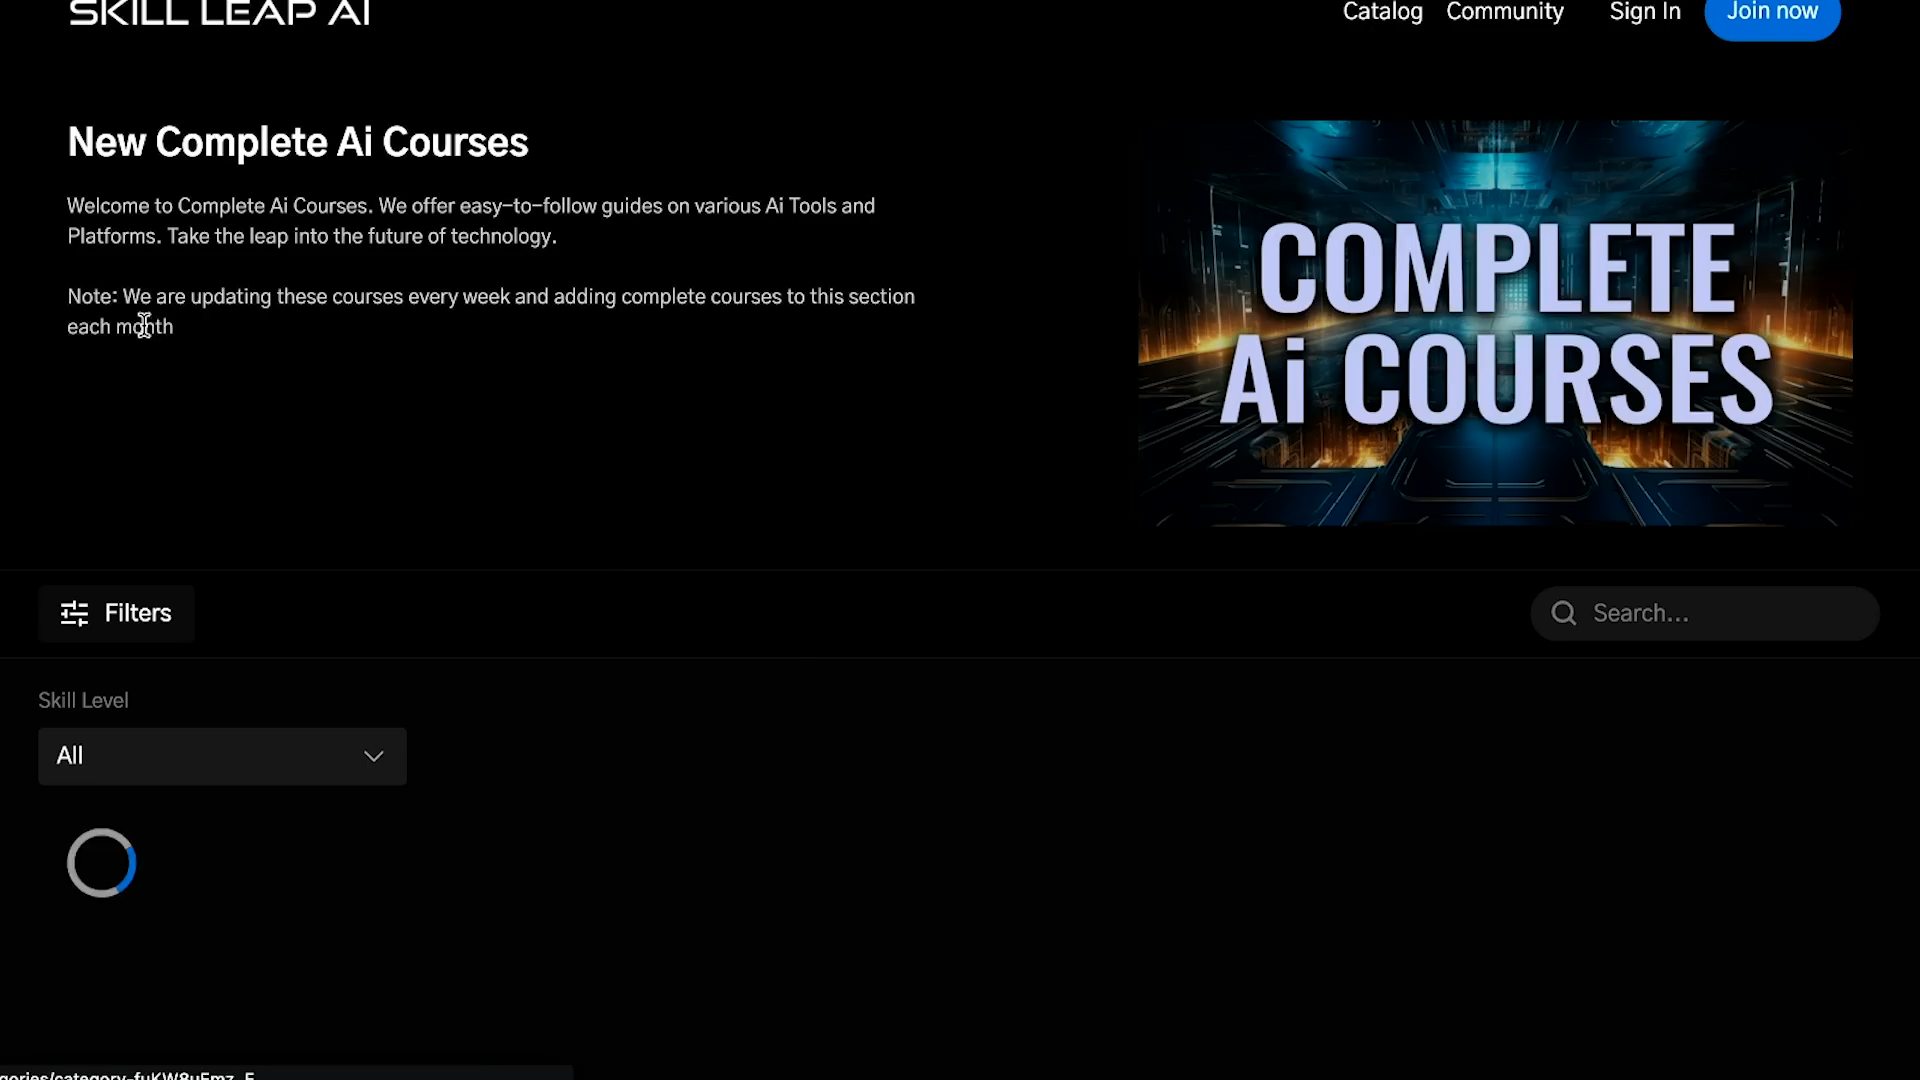 SKILL LEAP AI
Catalog Community Sign In Join now
New Complete Ai Courses
Welcome to Complete Ai Courses. We offer easy-to-follow guides on various Ai Tools and
Platforms. Take the leap into the future of technology.
Note: We are updating these courses every week and adding complete courses to this section
each month
COMPLETE
Ai COURSES
Filters
Search...
Skill Level
All